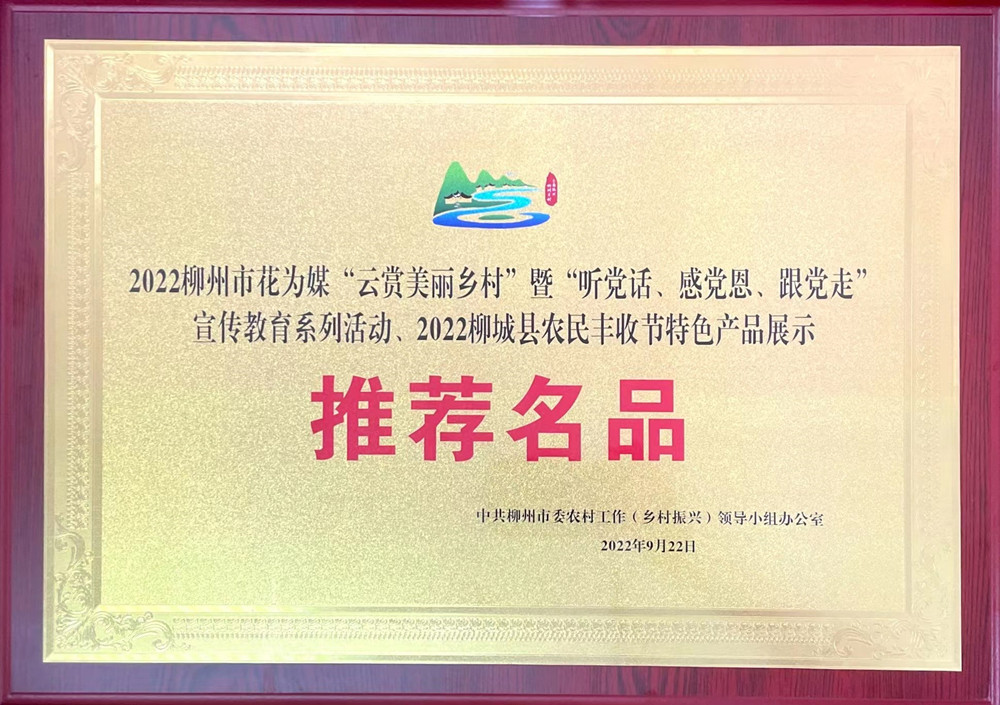 2022柳州市花为媒“云赏美丽乡村”暨“听党话、感党恩、跟党走”
宣传教育系列活动、2022柳城县农民丰收节特色产品展示
推荐名品
中共柳州市委农村工作（乡村振兴）领导小组办公室
2022年9月22日